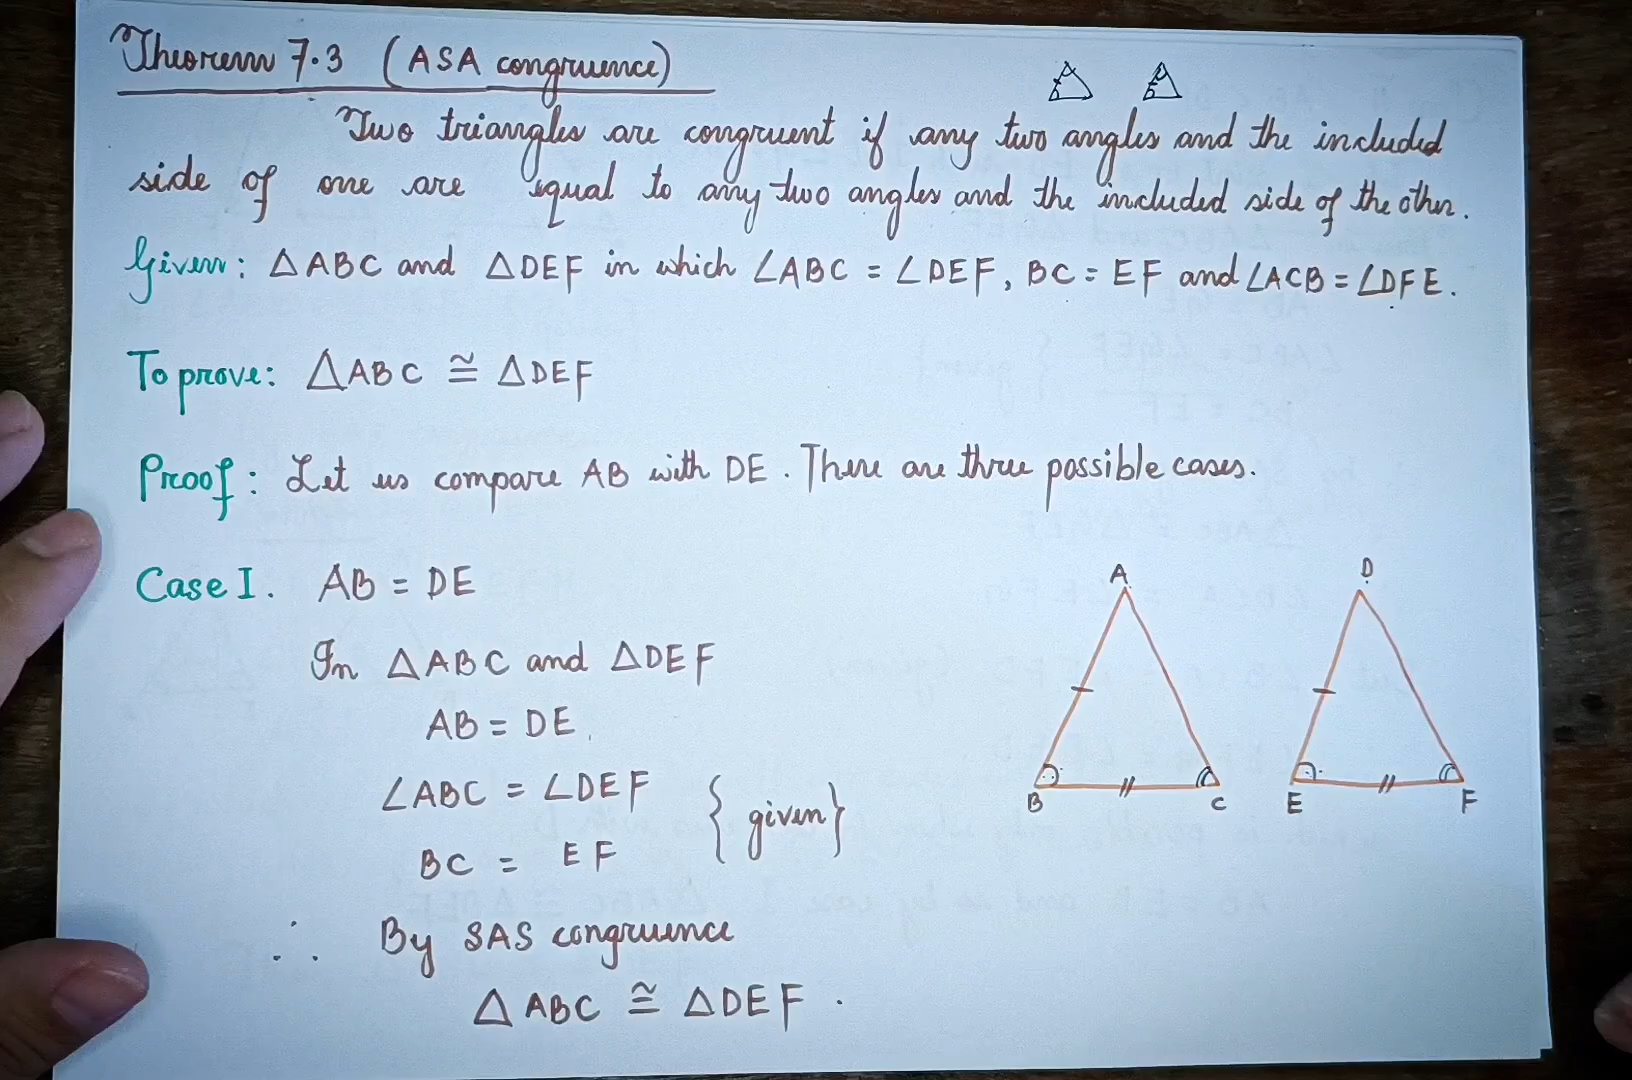 Theorem 7.3 (ASA congruence)
Two triangles are congruent if any two angles and the included
side of one are equal to any two angles and the included side of the other.
Given: △ABC and △DEF in which ∠ABC = ∠DEF, BC = EF and ∠ACB = ∠DFE.
To prove: △ABC ≅ △DEF
Proof: Let us compare AB with DE. There are three possible cases.
Case I. AB = DE
In △ABC and △DEF
AB = DE,
∠ABC = ∠DEF
BC = EF
{given}
∴ By SAS congruence
△ABC ≅ △DEF.
A D
B C E F